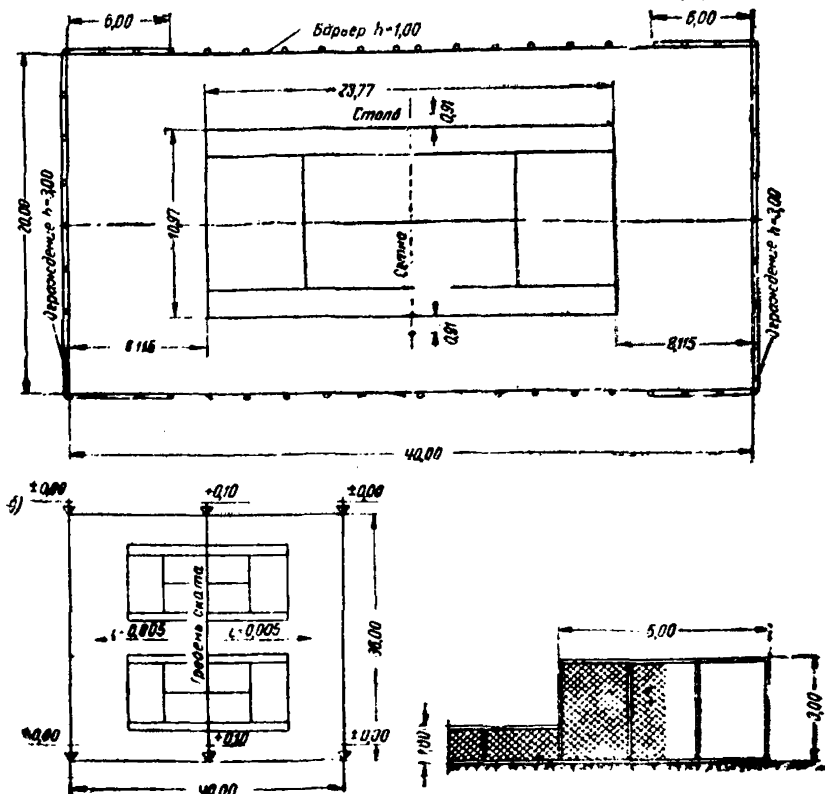 6,00
Барьер h=1,00
6,00
23,77
Столб
0,91
20,00
Ограждение h=3,00
10,97
Сетка
0,91
Ограждение h=3,00
8,115
8,115
40,00
б)
±0,00
+0,10
±0,00
Гребень ската
i=0,005
i=0,005
36,00
±0,00
+0,10
±0,00
40,00
6,00
1,00
3,00